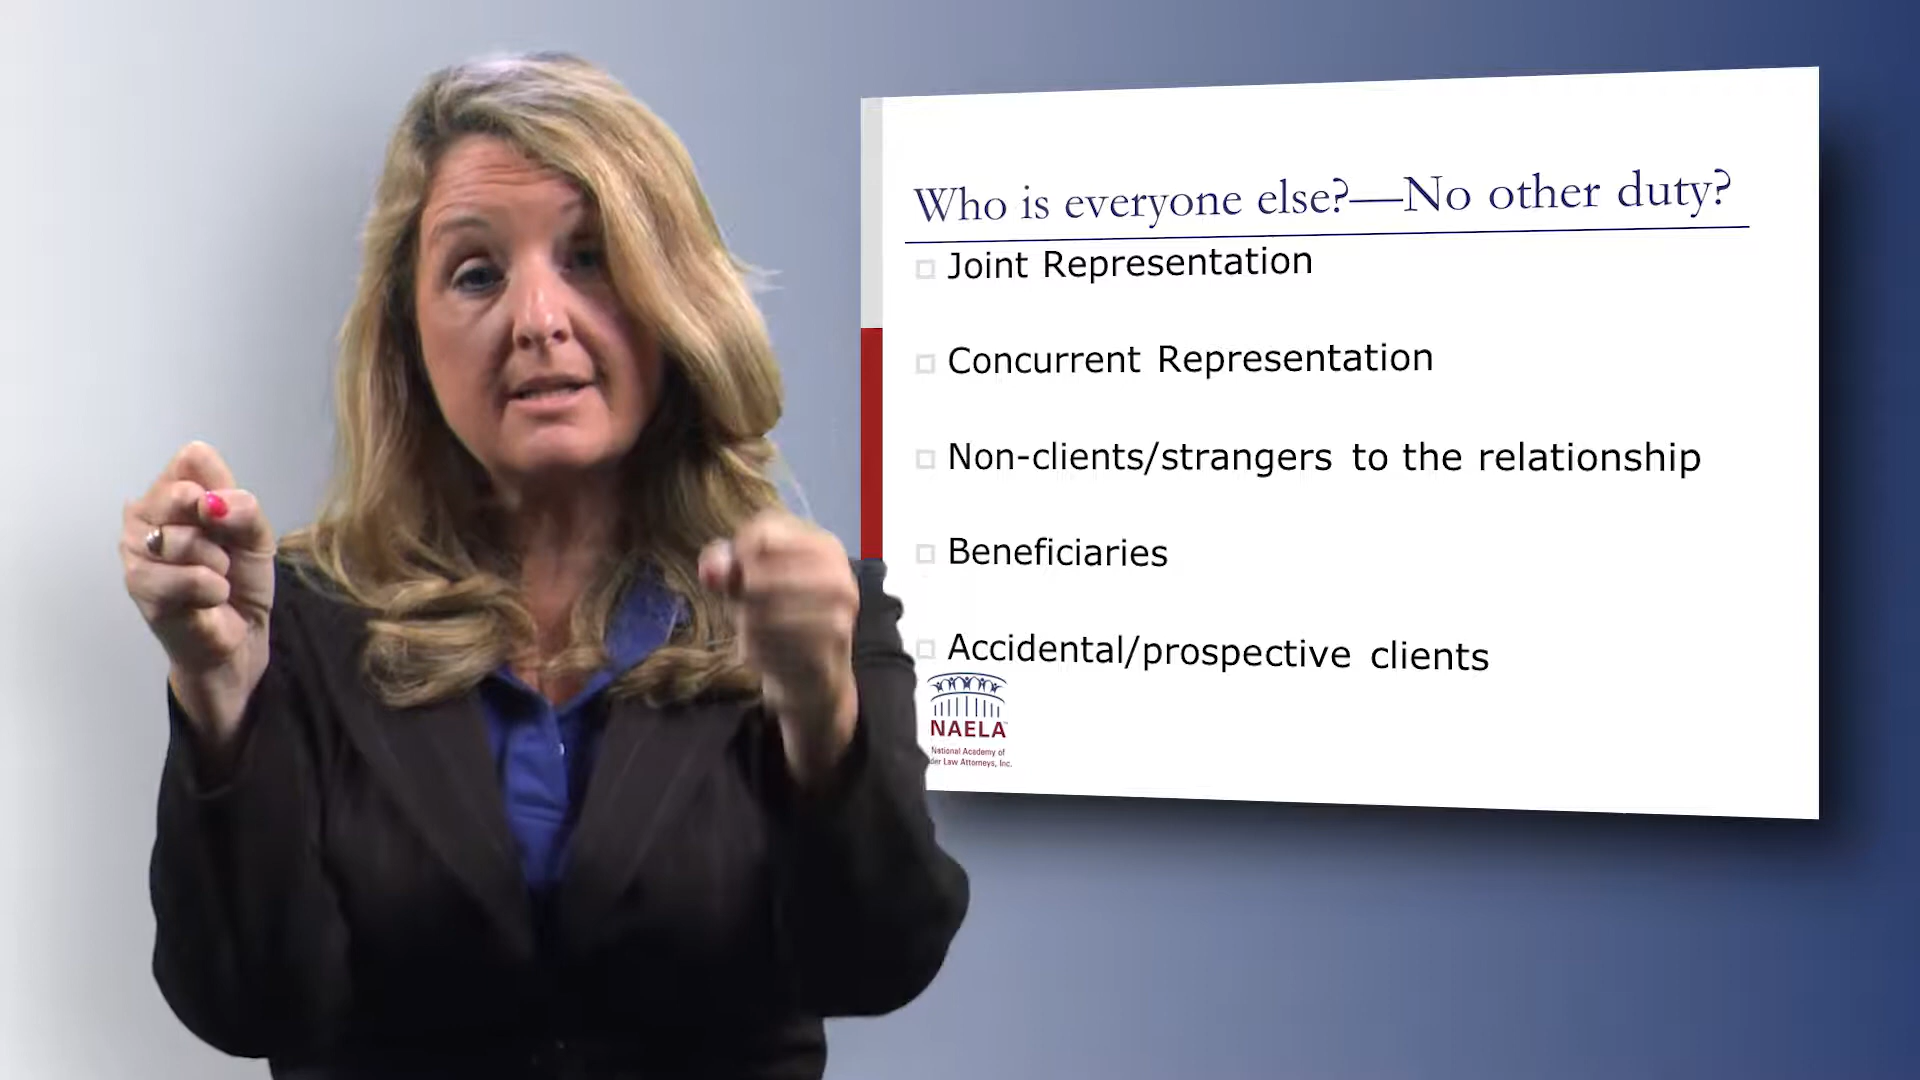 Who is everyone else?—No other duty?
Joint Representation
Concurrent Representation
Non-clients/strangers to the relationship
Beneficiaries
Accidental/prospective clients
NAELA
National Academy of
der Law Attorneys, Inc.